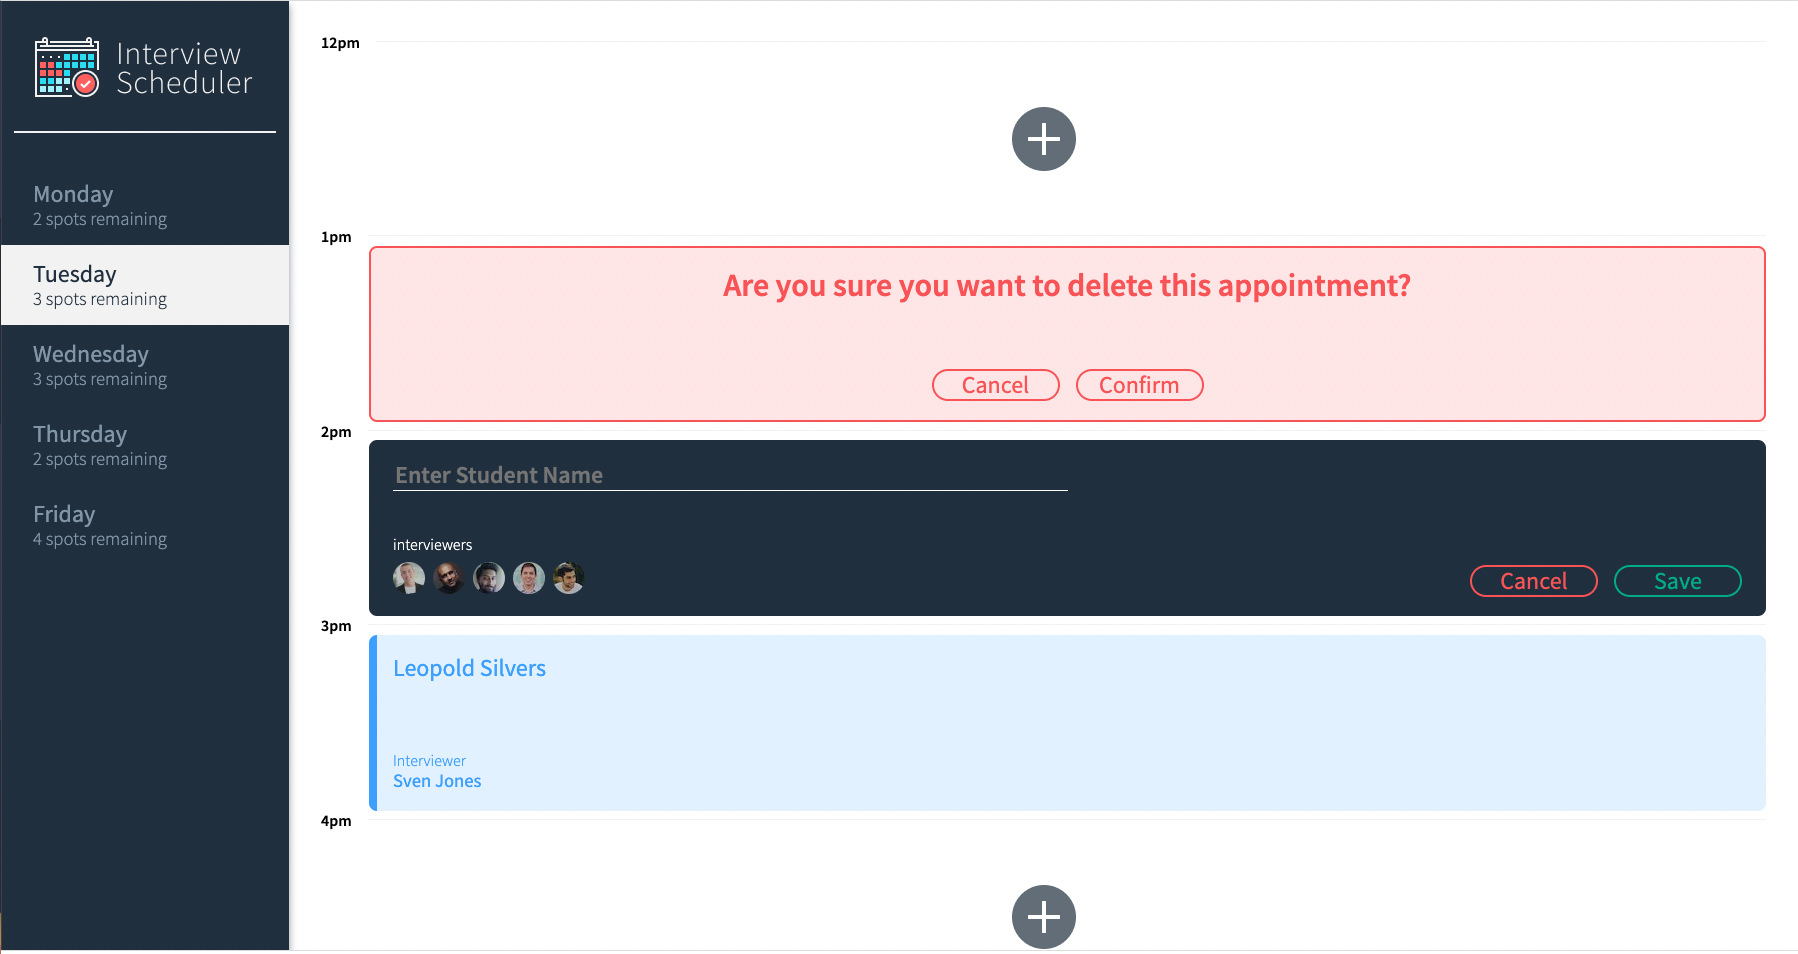 Interview
Scheduler
Monday
2 spots remaining
Tuesday
3 spots remaining
Wednesday
3 spots remaining
Thursday
2 spots remaining
Friday
4 spots remaining
12pm
1pm
Are you sure you want to delete this appointment?
Cancel Confirm
2pm
Enter Student Name
interviewers
Cancel Save
3pm
Leopold Silvers
Interviewer
Sven Jones
4pm